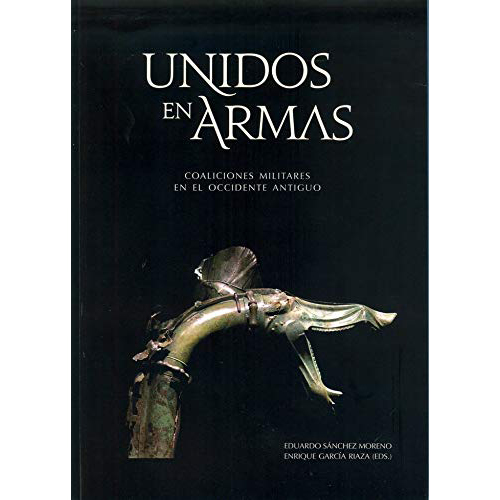 UNIDOS
EN ARMAS
COALICIONES MILITARES
EN EL OCCIDENTE ANTIGUO
EDUARDO SÁNCHEZ MORENO
ENRIQUE GARCÍA RIAZA (EDS.)